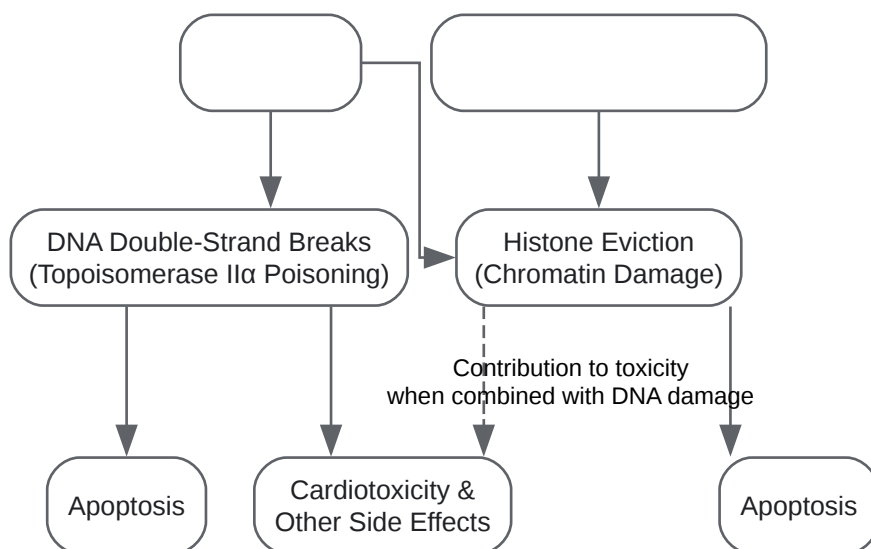 DNA Double-Strand Breaks
(Topoisomerase IIα Poisoning)
Histone Eviction
(Chromatin Damage)
Contribution to toxicity
when combined with DNA damage
Apoptosis
Cardiotoxicity &
Other Side Effects
Apoptosis